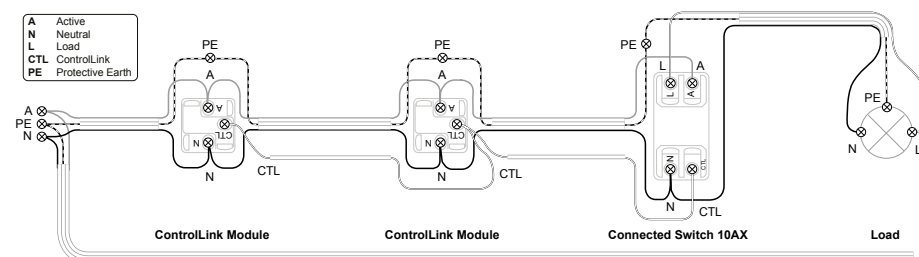 A Active
N Neutral
L Load
CTL ControlLink
PE Protective Earth
PE
A
A
CTL
N
N
CTL
PE
A
A
CTL
N
N
CTL
PE
L A
L A
N CTL
N
CTL
A
PE
N
PE
N L
ControlLink Module
ControlLink Module
Connected Switch 10AX
Load